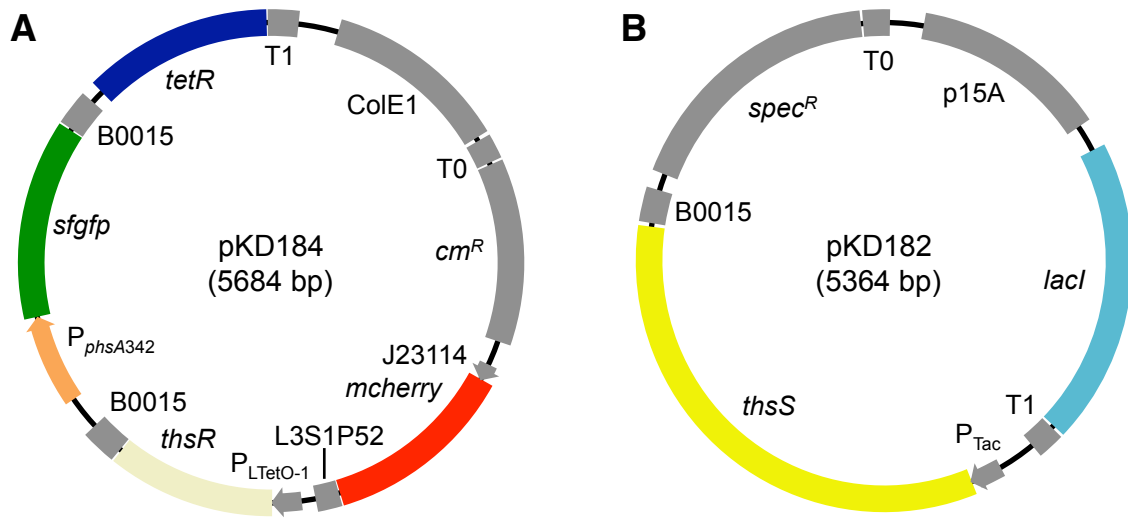 A
T1
tetR
ColE1
B0015
T0
sfgfp
pKD184
(5684 bp)
cmR
PphsA342
J23114
mcherry
B0015
L3S1P52
thsR
PLTetO-1
B
T0
p15A
specR
B0015
pKD182
(5364 bp)
lacI
thsS
T1
PTac